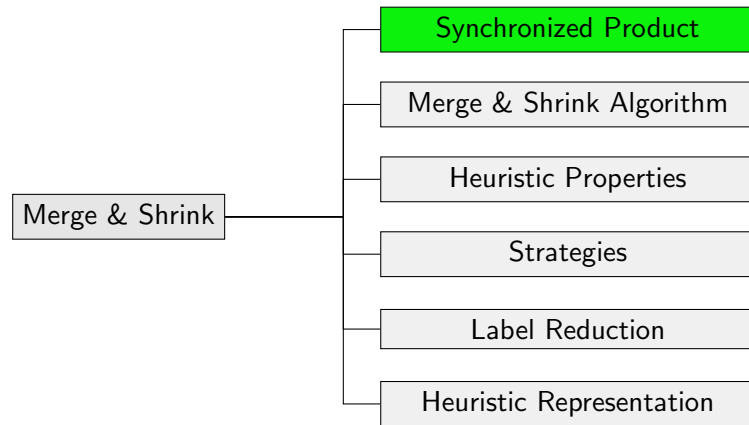 Synchronized Product
Merge & Shrink Algorithm
Heuristic Properties
Merge & Shrink
Strategies
Label Reduction
Heuristic Representation